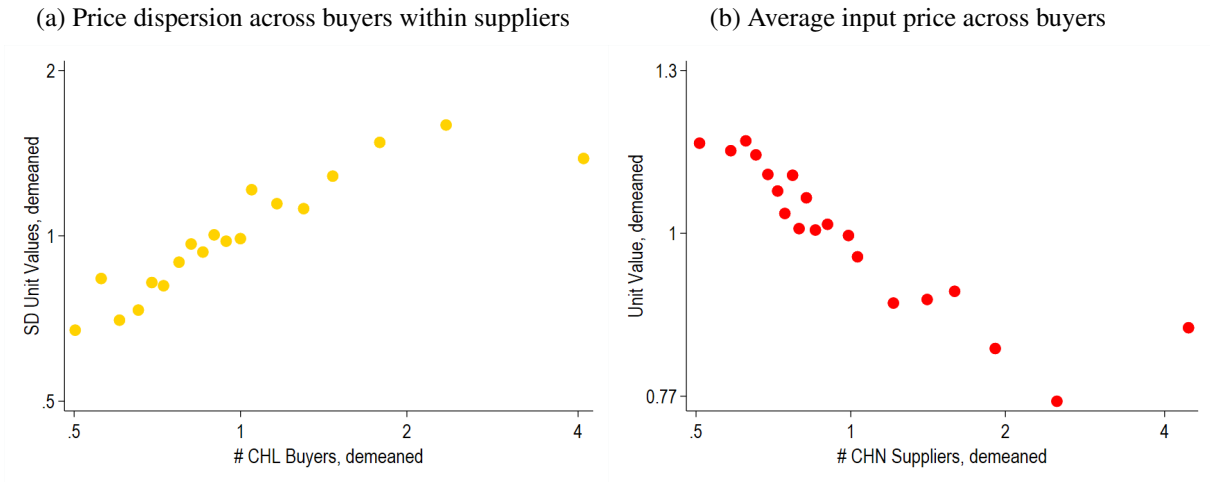 (a) Price dispersion across buyers within suppliers
2
1
.5
SD Unit Values, demeaned
.5 1 2 4
# CHL Buyers, demeaned
(b) Average input price across buyers
1.3
1
0.77
Unit Value, demeaned
.5 1 2 4
# CHN Suppliers, demeaned